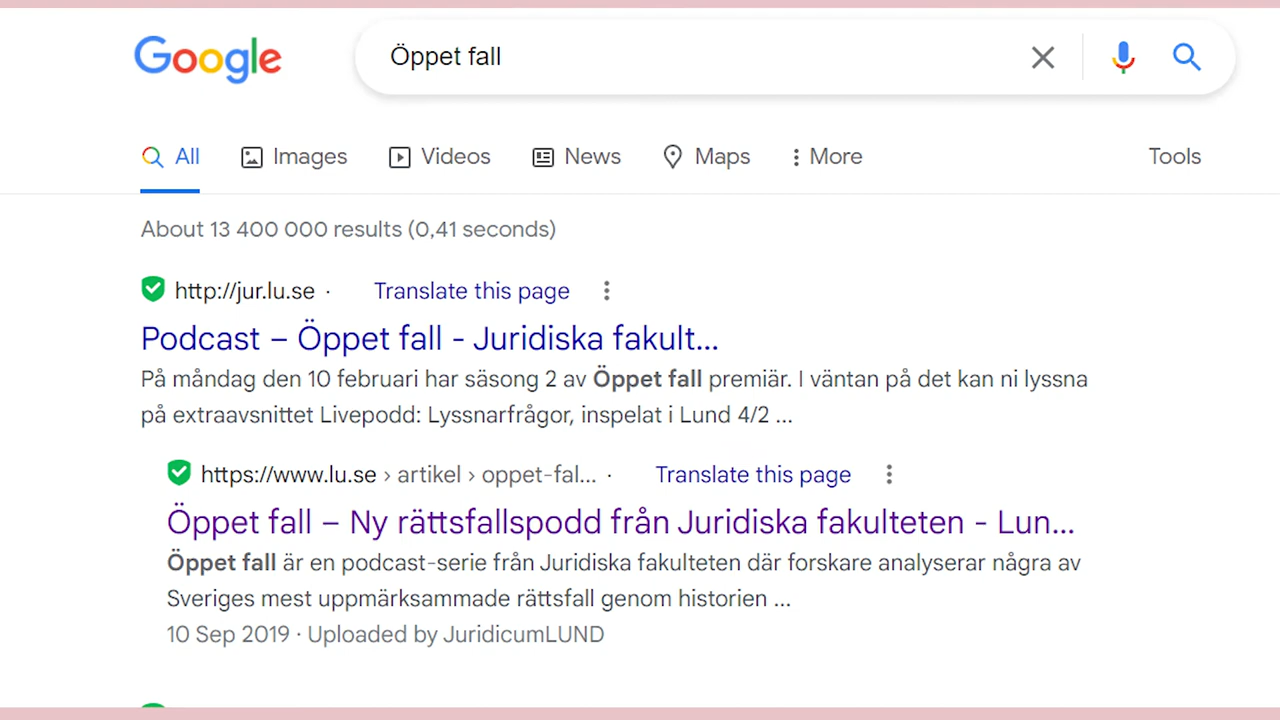 Google
Öppet fall
All Images Videos News Maps More Tools
About 13 400 000 results (0,41 seconds)
http://jur.lu.se · Translate this page
Podcast – Öppet fall - Juridiska fakult...
På måndag den 10 februari har säsong 2 av Öppet fall premiär. I väntan på det kan ni lyssna
på extraavsnittet Livepodd: Lyssnarfrågor, inspelat i Lund 4/2 ...
https://www.lu.se › artikel › oppet-fal... · Translate this page
Öppet fall – Ny rättsfallspodd från Juridiska fakulteten - Lun...
Öppet fall är en podcast-serie från Juridiska fakulteten där forskare analyserar några av
Sveriges mest uppmärksammade rättsfall genom historien ...
10 Sep 2019 · Uploaded by JuridicumLUND